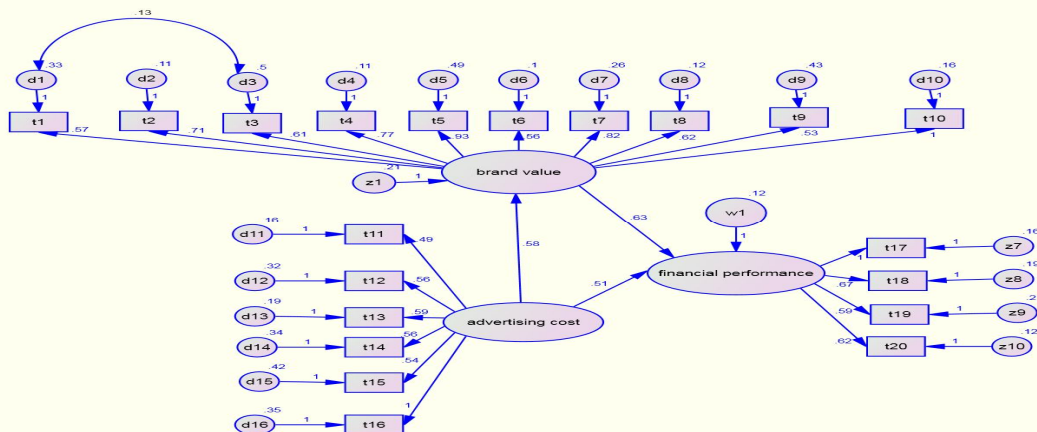 .13
.33 .11 .5 .11 .49 .1 .26 .12 .43 .16
d1 d2 d3 d4 d5 d6 d7 d8 d9 d10
1 1 1 1 1 1 1 1 1 1
t1 t2 t3 t4 t5 t6 t7 t8 t9 t10
.57 .71 .61 .77 .93 .56 .82 .62 .53 1
brand value
.21
z1 1
.12
w1
1
.63
.58
.51
financial performance
advertising cost
.16
d11 1 t11 .49
.32
d12 1 t12 .56
.19
d13 1 t13 .59
.34
d14 1 t14 .56
.42
d15 1 t15 .54
.35
d16 1 t16 1
.16
1 t17 1 z7
.19
.67 t18 1 z8
.2
.59 t19 1 z9
.12
.62 t20 1 z10